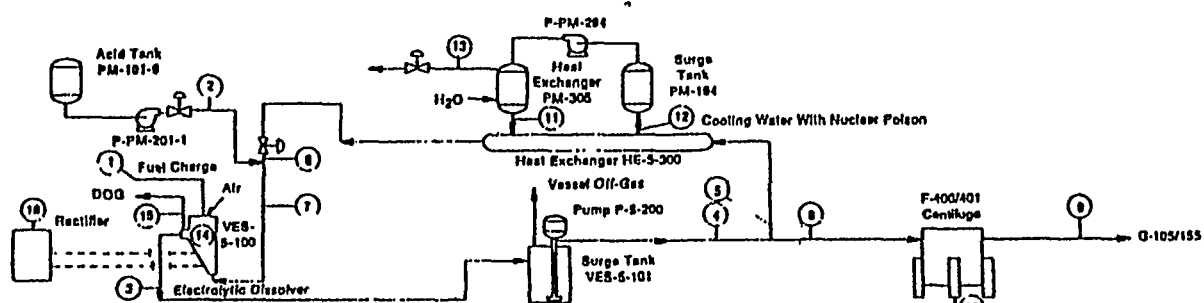 P-PM-204
Acid Tank
PM-101-0
2
13
Heat
Exchanger
PM-305
Surge
Tank
PM-104
H2O
P-PM-201-1
11
12
Cooling Water With Nuclear Poison
1
Fuel Charge
6
Heat Exchanger HE-5-300
DOG
Air
Vessel Off-Gas
5
F-400/401
Centifuge
16
Rectifier
15
VES-
5-100
7
Pump P-5-200
4
8
9
G-105/155
14
Surge Tank
VES-5-101
3
Electrolytic Dissolver